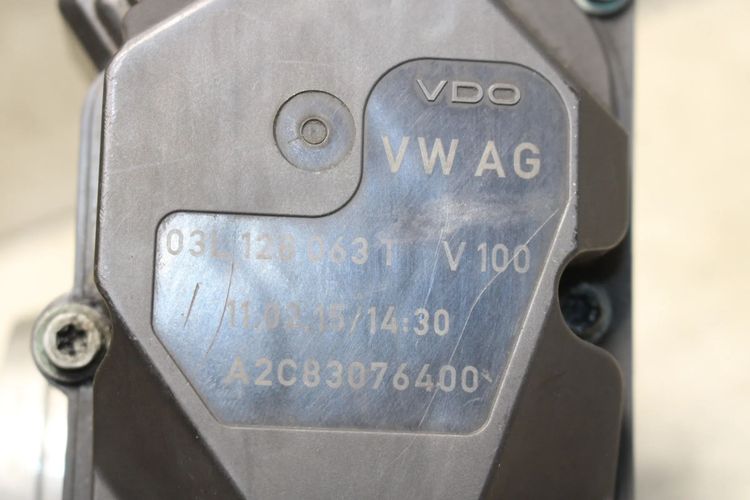 VDO
VW AG
03L 128 063 T V 100
11.02.15/14:30
A2C83076400